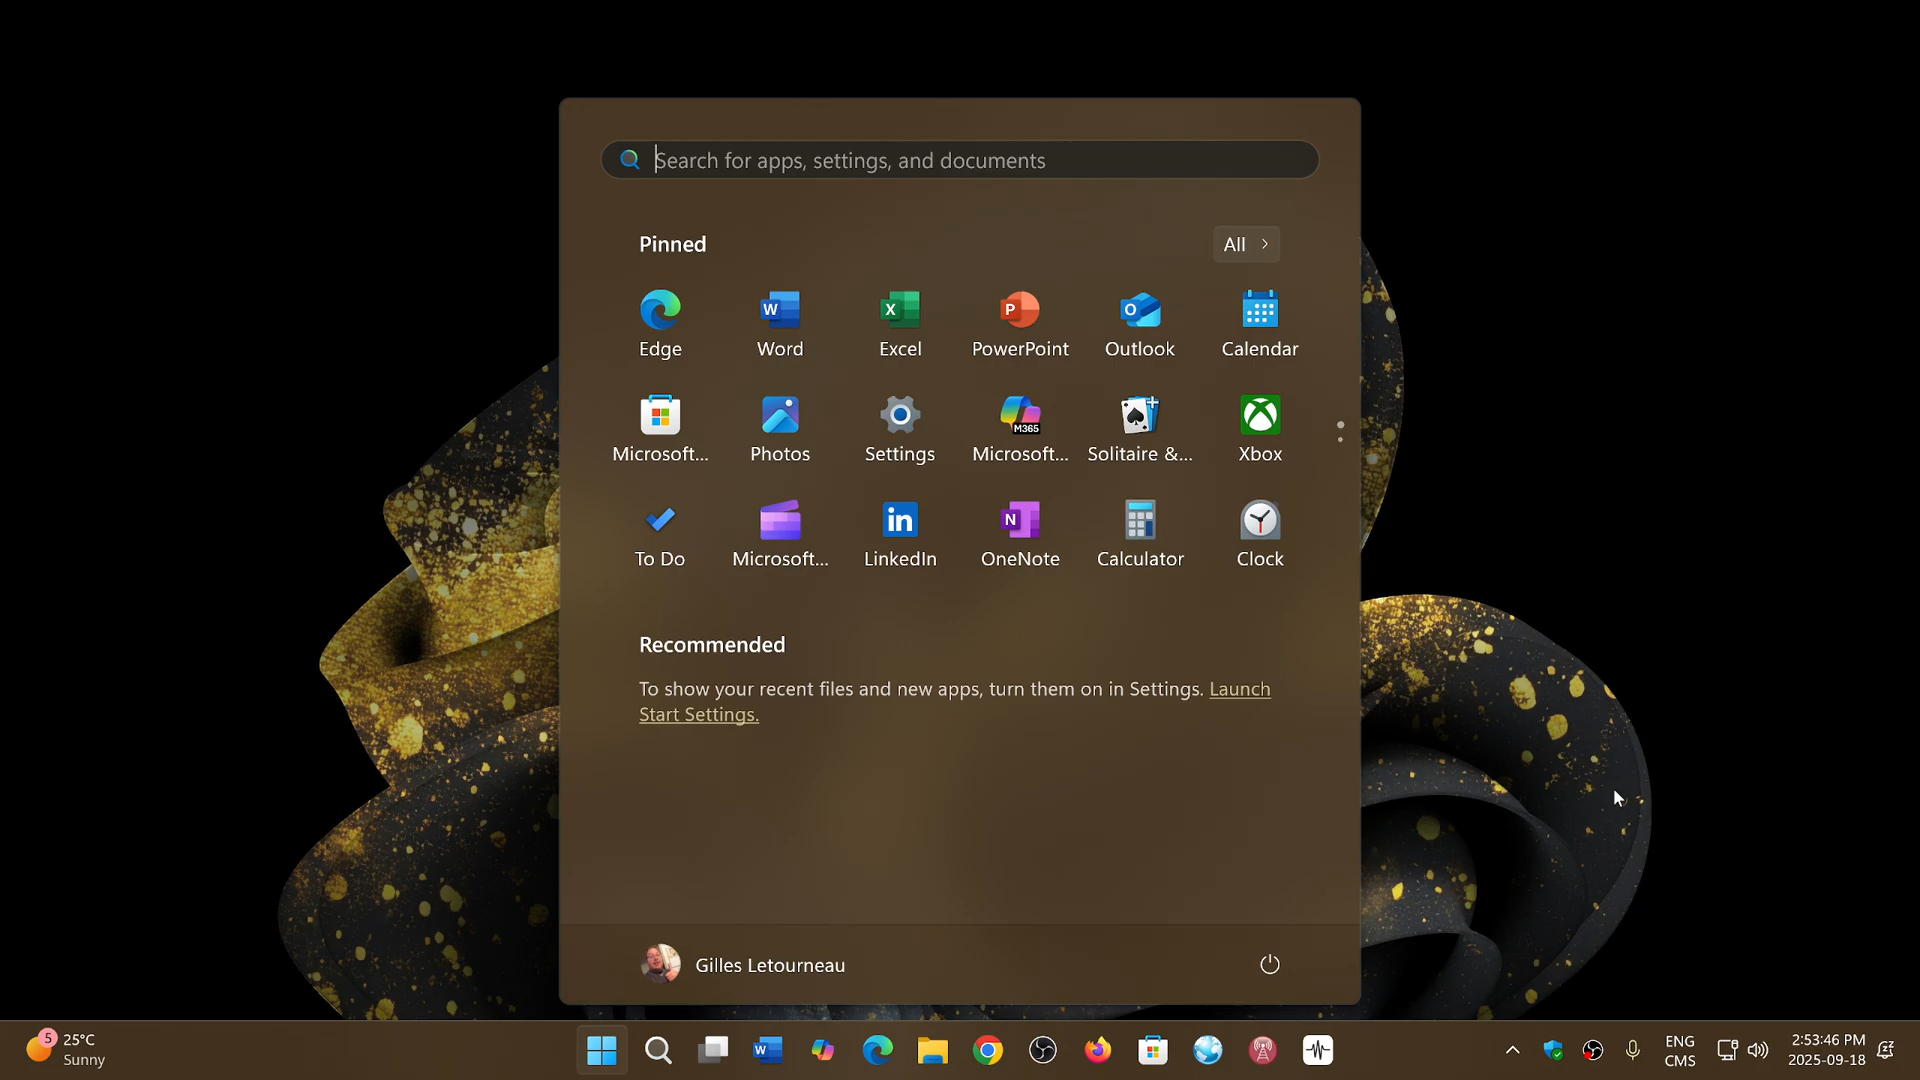 Search for apps, settings, and documents
Pinned
All
Edge
Word
Excel
PowerPoint
Outlook
Calendar
Microsoft...
Photos
Settings
M365
Microsoft...
Solitaire &...
Xbox
To Do
Microsoft...
LinkedIn
OneNote
Calculator
Clock
Recommended
To show your recent files and new apps, turn them on in Settings. Launch
Start Settings.
Gilles Letourneau
5
25°C
Sunny
ENG
CMS
2:53:46 PM
2025-09-18